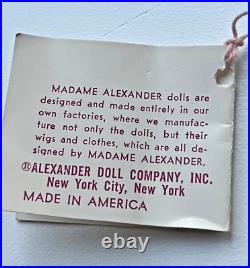 MADAME ALEXANDER dolls are
designed and made entirely in our
own factories, where we manufac-
ture not only the dolls, but their
wigs and clothes, which are all de-
signed by MADAME ALEXANDER.
®ALEXANDER DOLL COMPANY, INC.
New York City, New York
MADE IN AMERICA